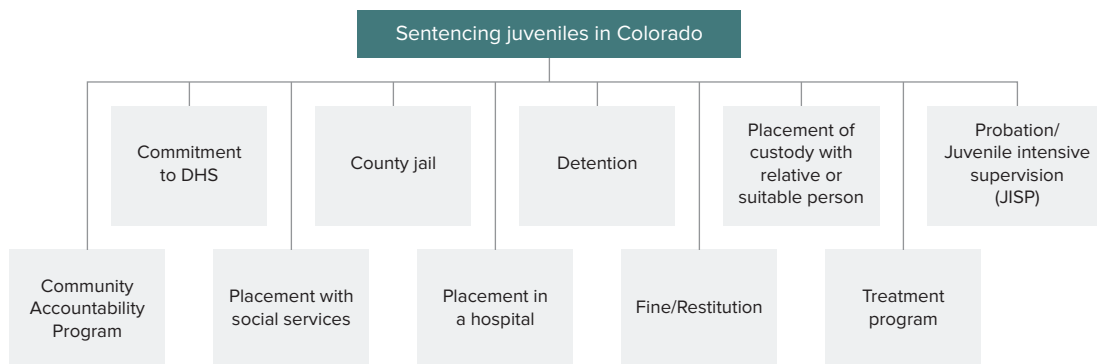 Sentencing juveniles in Colorado
Commitment
to DHS
County jail
Detention
Placement of
custody with
relative or
suitable person
Probation/
Juvenile intensive
supervision
(JISP)
Community
Accountability
Program
Placement with
social services
Placement in
a hospital
Fine/Restitution
Treatment
program